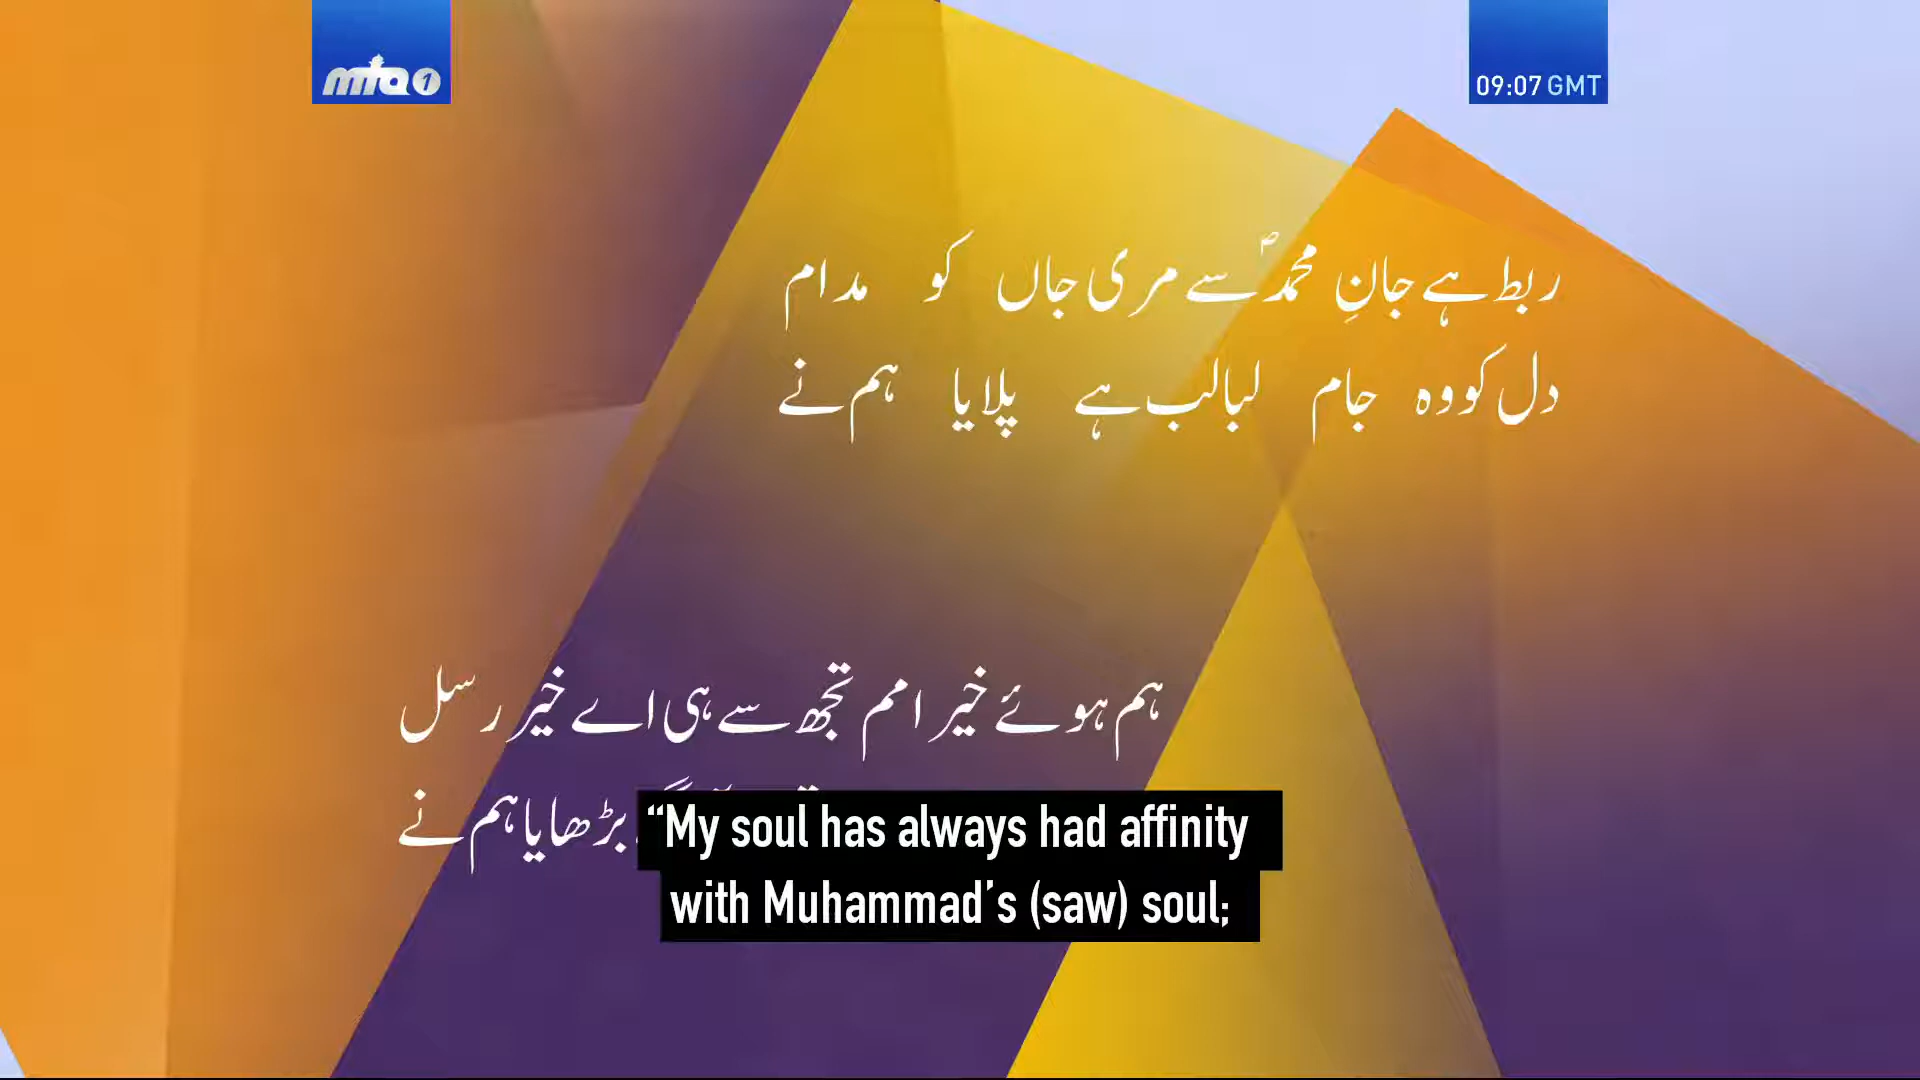 mta 1
09:07 GMT
ربط ہے جانِ محمدؐ سے مری جاں کو مدام
دل کو وہ جام لبالب ہے پلایا ہم نے
ہم ہوئے خیر امم تجھ سے ہی اے خیر رسل
بڑھایا ہم نے
“My soul has always had affinity
with Muhammad’s (saw) soul;